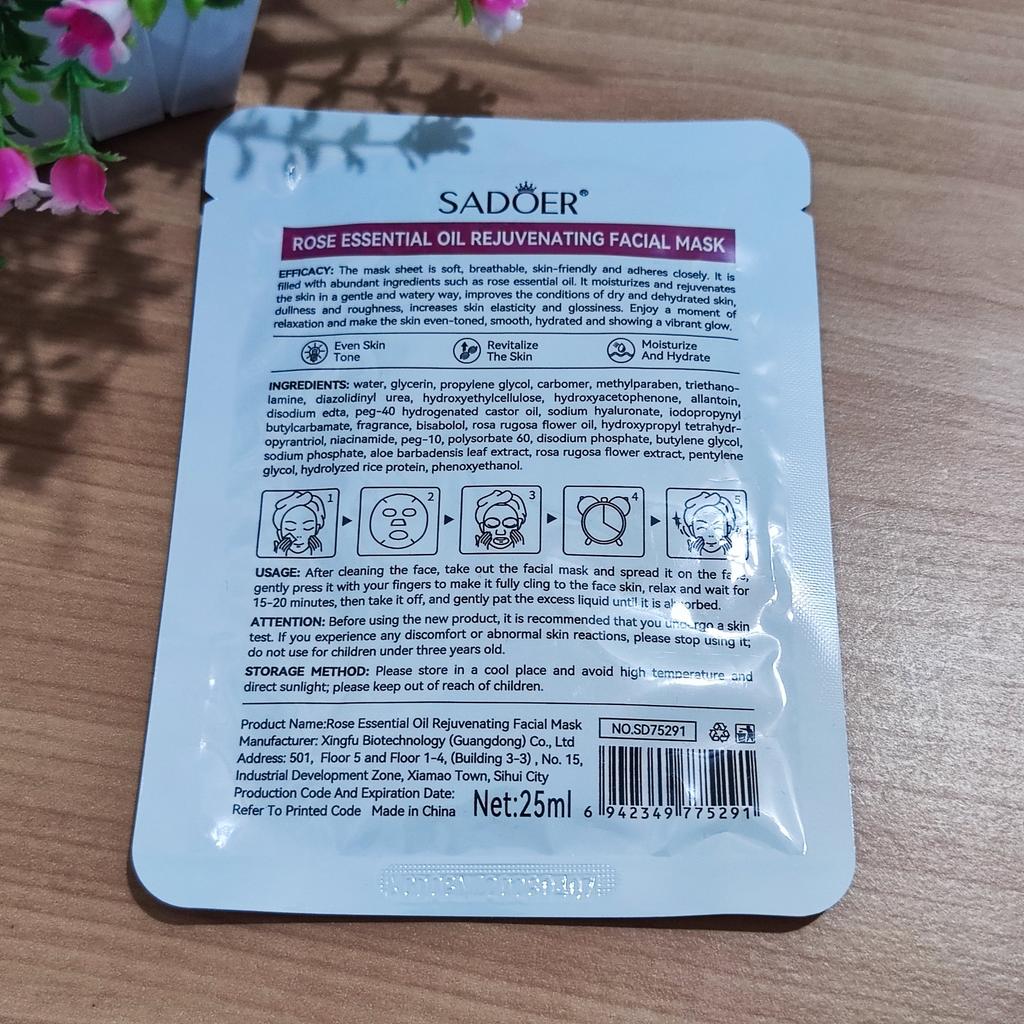 SADOER®
ROSE ESSENTIAL OIL REJUVENATING FACIAL MASK
EFFICACY: The mask sheet is soft, breathable, skin-friendly and adheres closely. It is
filled with abundant ingredients such as rose essential oil. It moisturizes and rejuvenates
the skin in a gentle and watery way, improves the conditions of dry and dehydrated skin,
dullness and roughness, increases skin elasticity and glossiness. Enjoy a moment of
relaxation and make the skin even-toned, smooth, hydrated and showing a vibrant glow.
Even Skin
Tone
Revitalize
The Skin
Moisturize
And Hydrate
INGREDIENTS: water, glycerin, propylene glycol, carbomer, methylparaben, triethano-
lamine, diazolidinyl urea, hydroxyethylcellulose, hydroxyacetophenone, allantoin,
disodium edta, peg-40 hydrogenated castor oil, sodium hyaluronate, iodopropynyl
butylcarbamate, fragrance, bisabolol, rosa rugosa flower oil, hydroxypropyl tetrahydr-
opyrantriol, niacinamide, peg-10, polysorbate 60, disodium phosphate, butylene glycol,
sodium phosphate, aloe barbadensis leaf extract, rosa rugosa flower extract, pentylene
glycol, hydrolyzed rice protein, phenoxyethanol.
1 2 3 4 5
USAGE: After cleaning the face, take out the facial mask and spread it on the face,
gently press it with your fingers to make it fully cling to the face skin, relax and wait for
15-20 minutes, then take it off, and gently pat the excess liquid until it is absorbed.
ATTENTION: Before using the new product, it is recommended that you undergo a skin
test. If you experience any discomfort or abnormal skin reactions, please stop using it;
do not use for children under three years old.
STORAGE METHOD: Please store in a cool place and avoid high temperature and
direct sunlight; please keep out of reach of children.
Product Name:Rose Essential Oil Rejuvenating Facial Mask
Manufacturer: Xingfu Biotechnology (Guangdong) Co., Ltd
Address: 501, Floor 5 and Floor 1-4, (Building 3-3) , No. 15,
Industrial Development Zone, Xiamao Town, Sihui City
Production Code And Expiration Date:
Refer To Printed Code Made in China
Net:25ml
NO.SD75291
6 942349 775291